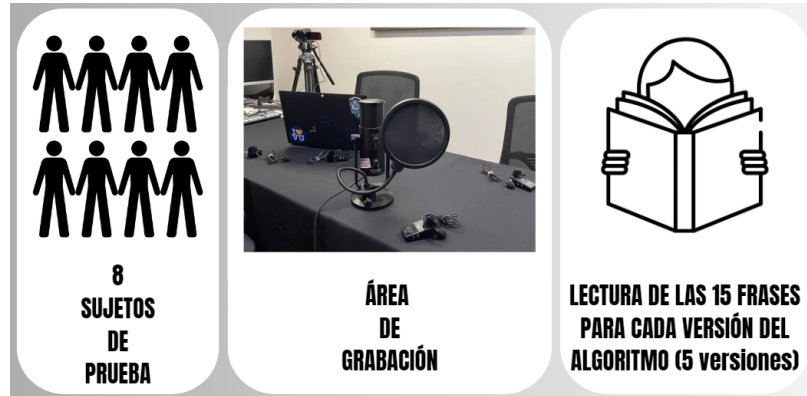 8
SUJETOS
DE
PRUEBA
ÁREA
DE
GRABACIÓN
LECTURA DE LAS 15 FRASES
PARA CADA VERSIÓN DEL
ALGORITMO (5 versiones)